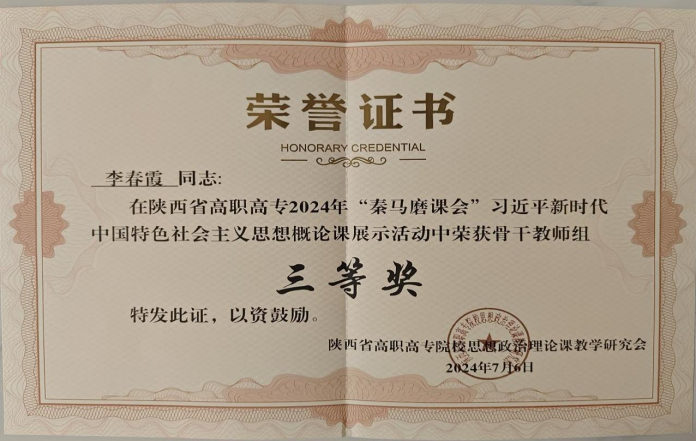 荣誉证书
HONORARY CREDENTIAL
李春霞 同志:
在陕西省高职高专2024年“秦马磨课会”习近平新时代
中国特色社会主义思想概论课展示活动中荣获骨干教师组
三等奖
特发此证，以资鼓励。
陕西省高职高专院校思想政治理论课教学研究会
2024年7月6日